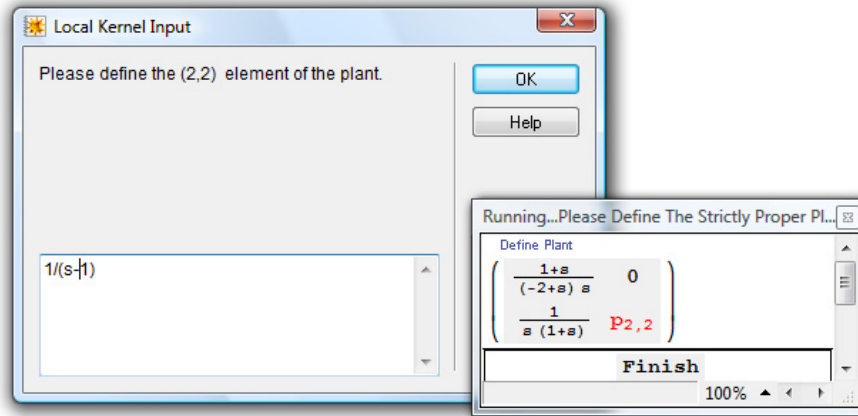 Local Kernel Input
Please define the (2,2) element of the plant.
OK
Help
1/(s-1)
Running...Please Define The Strictly Proper Pl...
Define Plant
1+s
(-2+s) s
0
1
s (1+s)
p2,2
Finish
100%